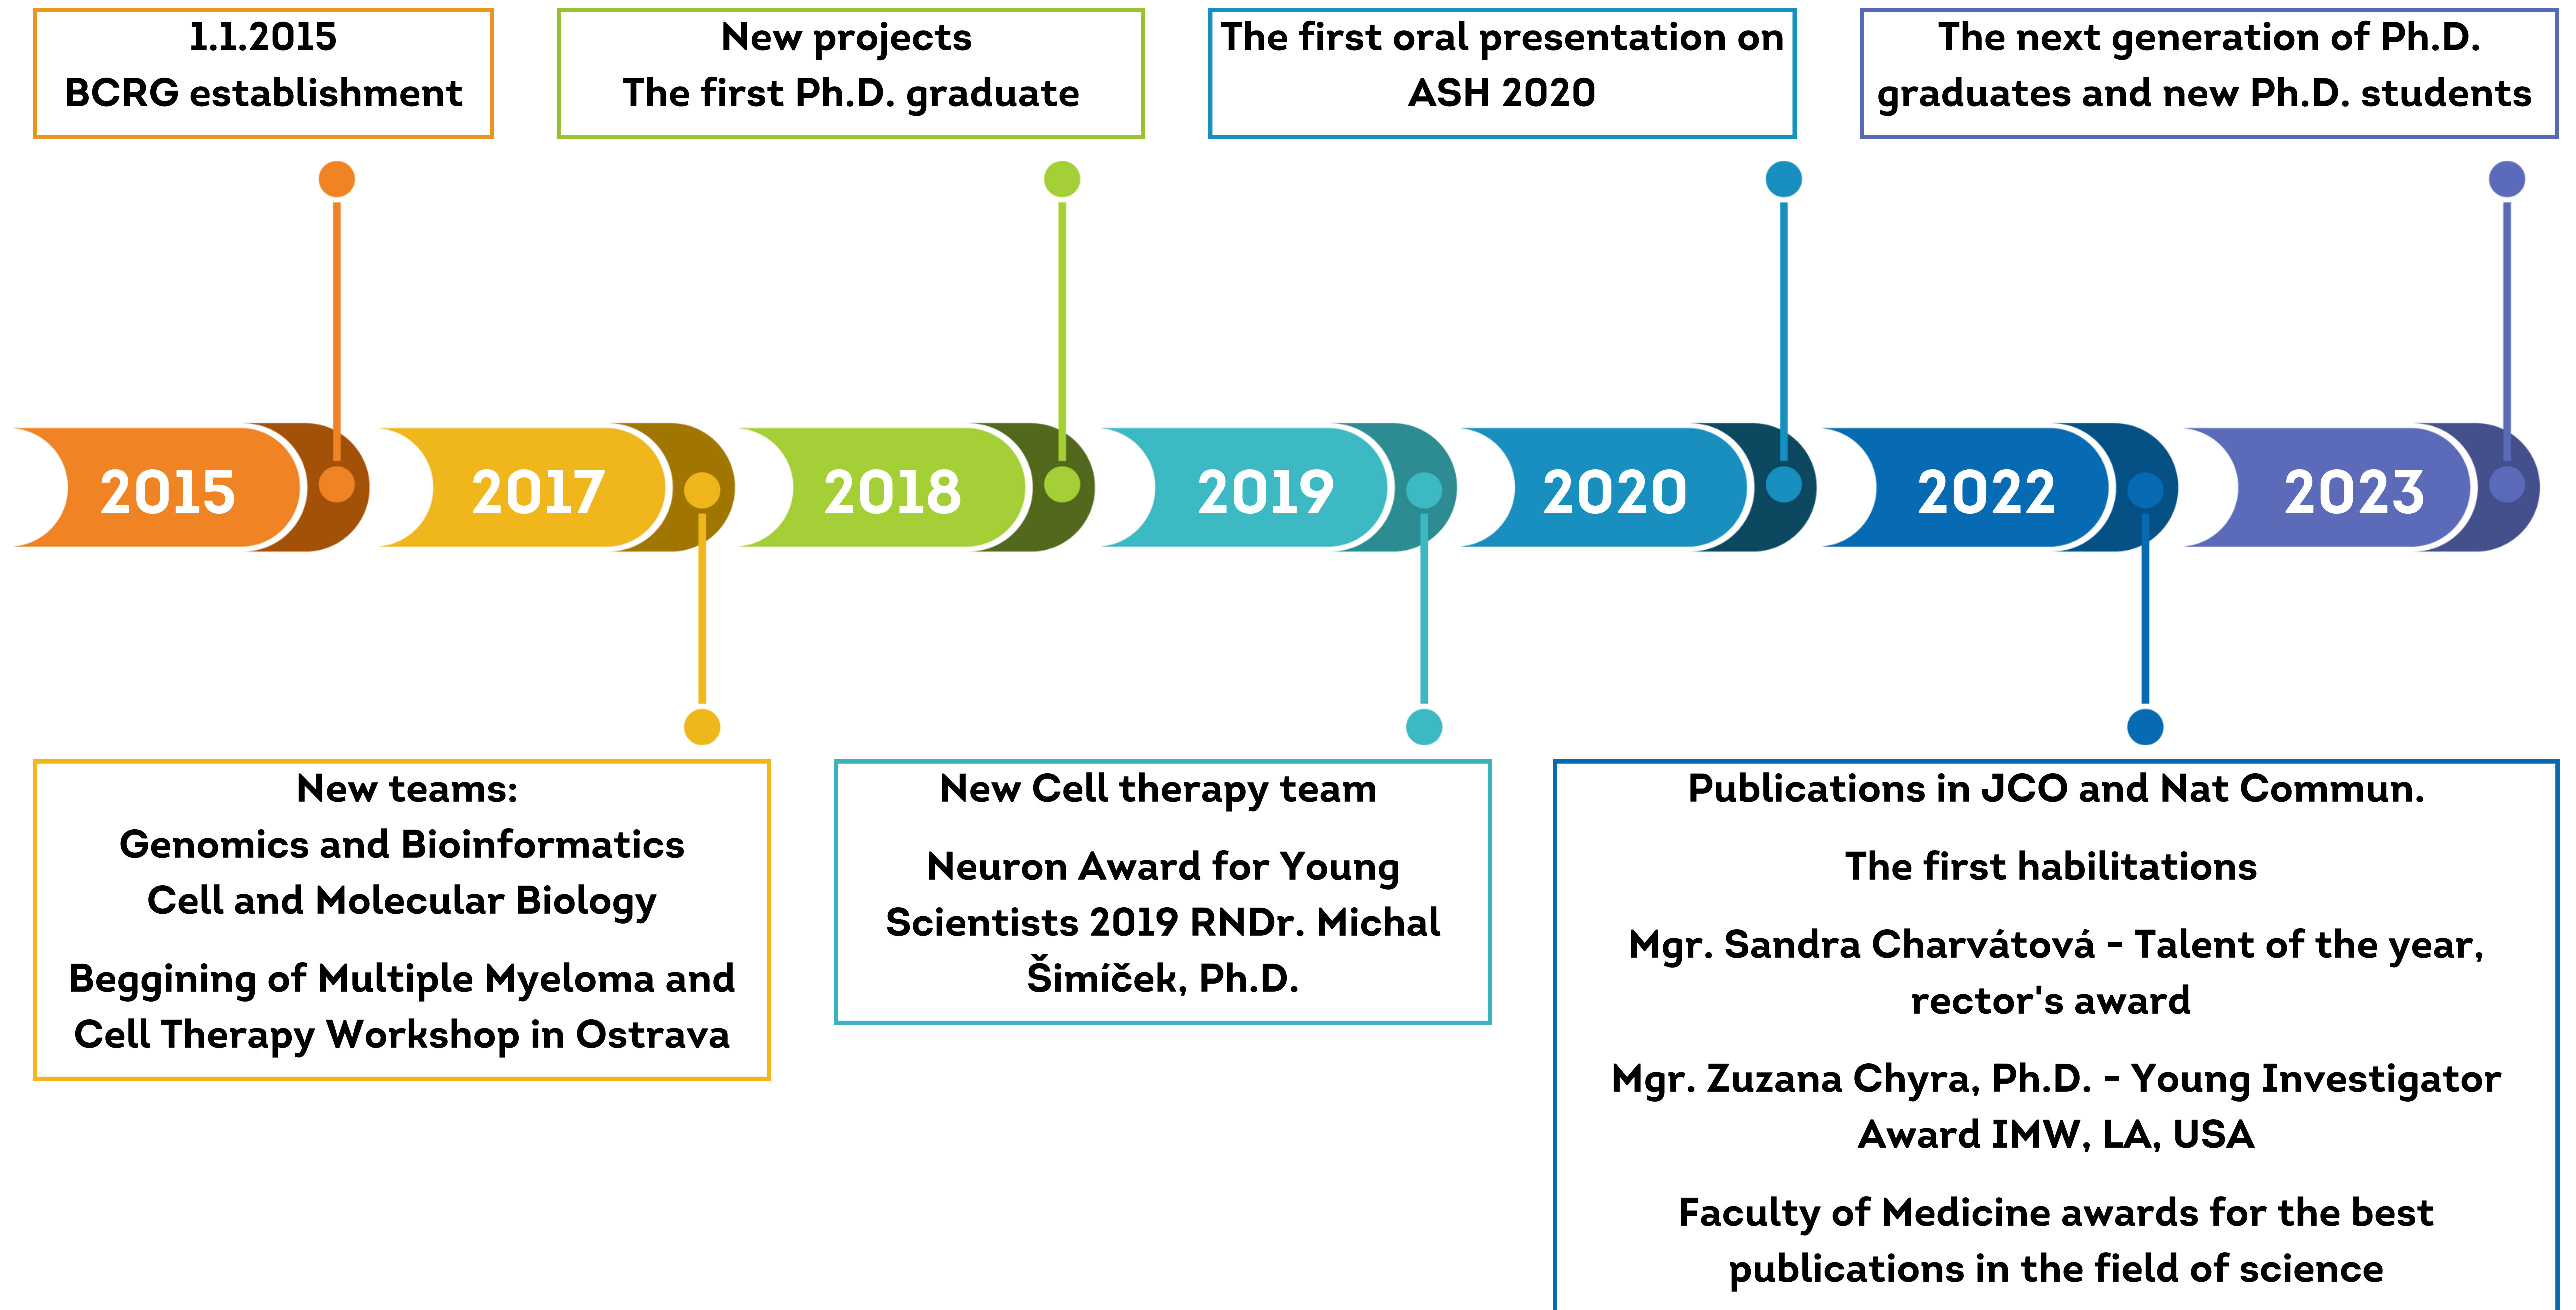 1.1.2015
BCRG establishment
New projects
The first Ph.D. graduate
The first oral presentation on
ASH 2020
The next generation of Ph.D.
graduates and new Ph.D. students
2015
2017
2018
2019
2020
2022
2023
New teams:
Genomics and Bioinformatics
Cell and Molecular Biology
Beggining of Multiple Myeloma and
Cell Therapy Workshop in Ostrava
New Cell therapy team
Neuron Award for Young
Scientists 2019 RNDr. Michal
Šimíček, Ph.D.
Publications in JCO and Nat Commun.
The first habilitations
Mgr. Sandra Charvátová - Talent of the year,
rector's award
Mgr. Zuzana Chyra, Ph.D. - Young Investigator
Award IMW, LA, USA
Faculty of Medicine awards for the best
publications in the field of science